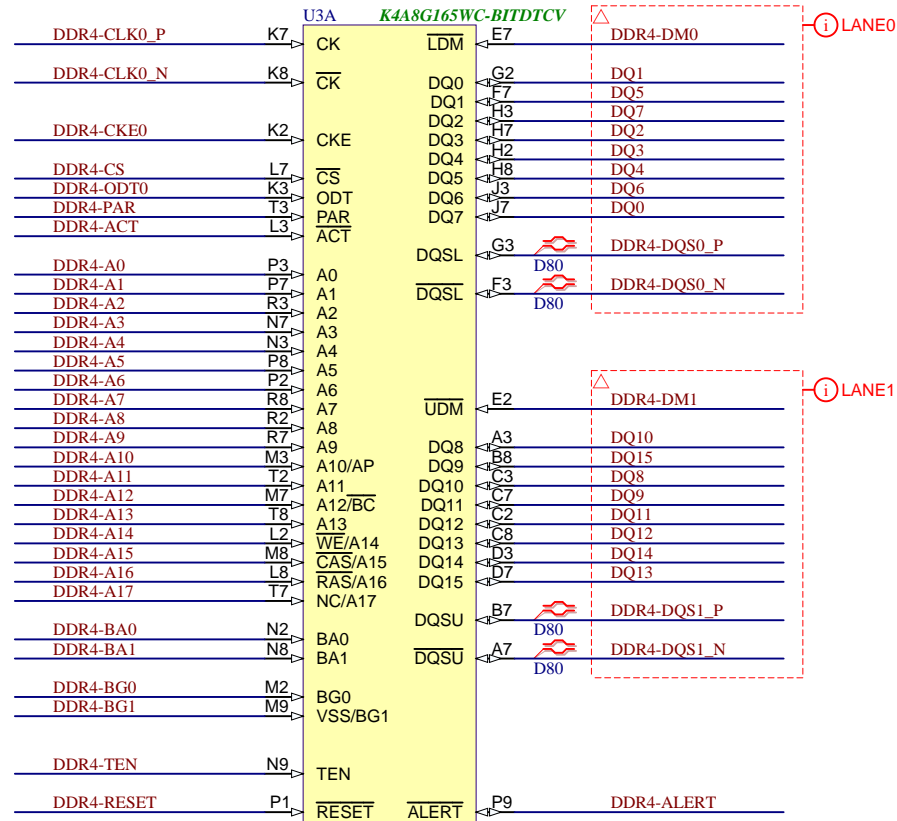 U3A K4A8G165WC-BITDTCV
DDR4-CLK0_P K7 CK LDM E7 DDR4-DM0 i LANE0
DDR4-CLK0_N K8 CK DQ0 G2 DQ1
DQ1 F7 DQ5
DQ2 H3 DQ7
DDR4-CKE0 K2 CKE DQ3 H7 DQ2
DQ4 H2 DQ3
DDR4-CS L7 CS DQ5 H8 DQ4
DDR4-ODT0 K3 ODT DQ6 J3 DQ6
DDR4-PAR T3 PAR DQ7 J7 DQ0
DDR4-ACT L3 ACT
DQSL G3 D80 DDR4-DQS0_P
DDR4-A0 P3 A0
DDR4-A1 P7 A1 DQSL F3 D80 DDR4-DQS0_N
DDR4-A2 R3 A2
DDR4-A3 N7 A3
DDR4-A4 N3 A4
DDR4-A5 P8 A5
DDR4-A6 P2 A6
DDR4-A7 R8 A7 UDM E2 DDR4-DM1 i LANE1
DDR4-A8 R2 A8
DDR4-A9 R7 A9 DQ8 A3 DQ10
DDR4-A10 M3 A10/AP DQ9 B8 DQ15
DDR4-A11 T2 A11 DQ10 C3 DQ8
DDR4-A12 M7 A12/BC DQ11 C7 DQ9
DDR4-A13 T8 A13 DQ12 C2 DQ11
DDR4-A14 L2 WE/A14 DQ13 C8 DQ12
DDR4-A15 M8 CAS/A15 DQ14 D3 DQ14
DDR4-A16 L8 RAS/A16 DQ15 D7 DQ13
DDR4-A17 T7 NC/A17
DQSU B7 D80 DDR4-DQS1_P
DDR4-BA0 N2 BA0
DDR4-BA1 N8 BA1 DQSU A7 D80 DDR4-DQS1_N
DDR4-BG0 M2 BG0
DDR4-BG1 M9 VSS/BG1
DDR4-TEN N9 TEN
DDR4-RESET P1 RESET ALERT P9 DDR4-ALERT